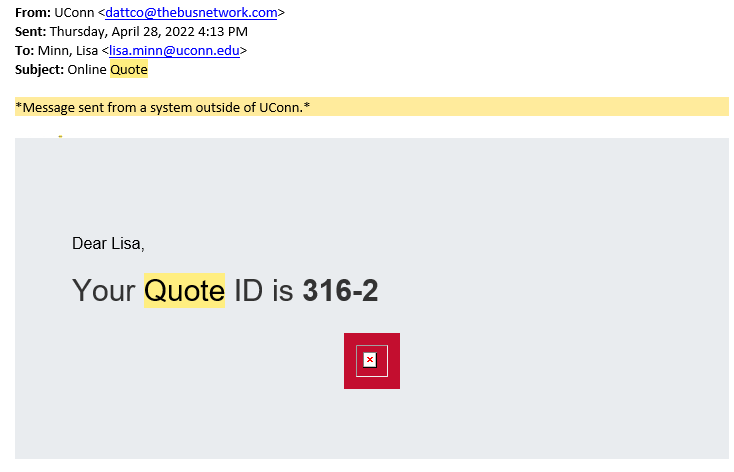 From: UConn <dattco@thebusnetwork.com>
Sent: Thursday, April 28, 2022 4:13 PM
To: Minn, Lisa <lisa.minn@uconn.edu>
Subject: Online Quote
*Message sent from a system outside of UConn.*
Dear Lisa,
Your Quote ID is 316-2